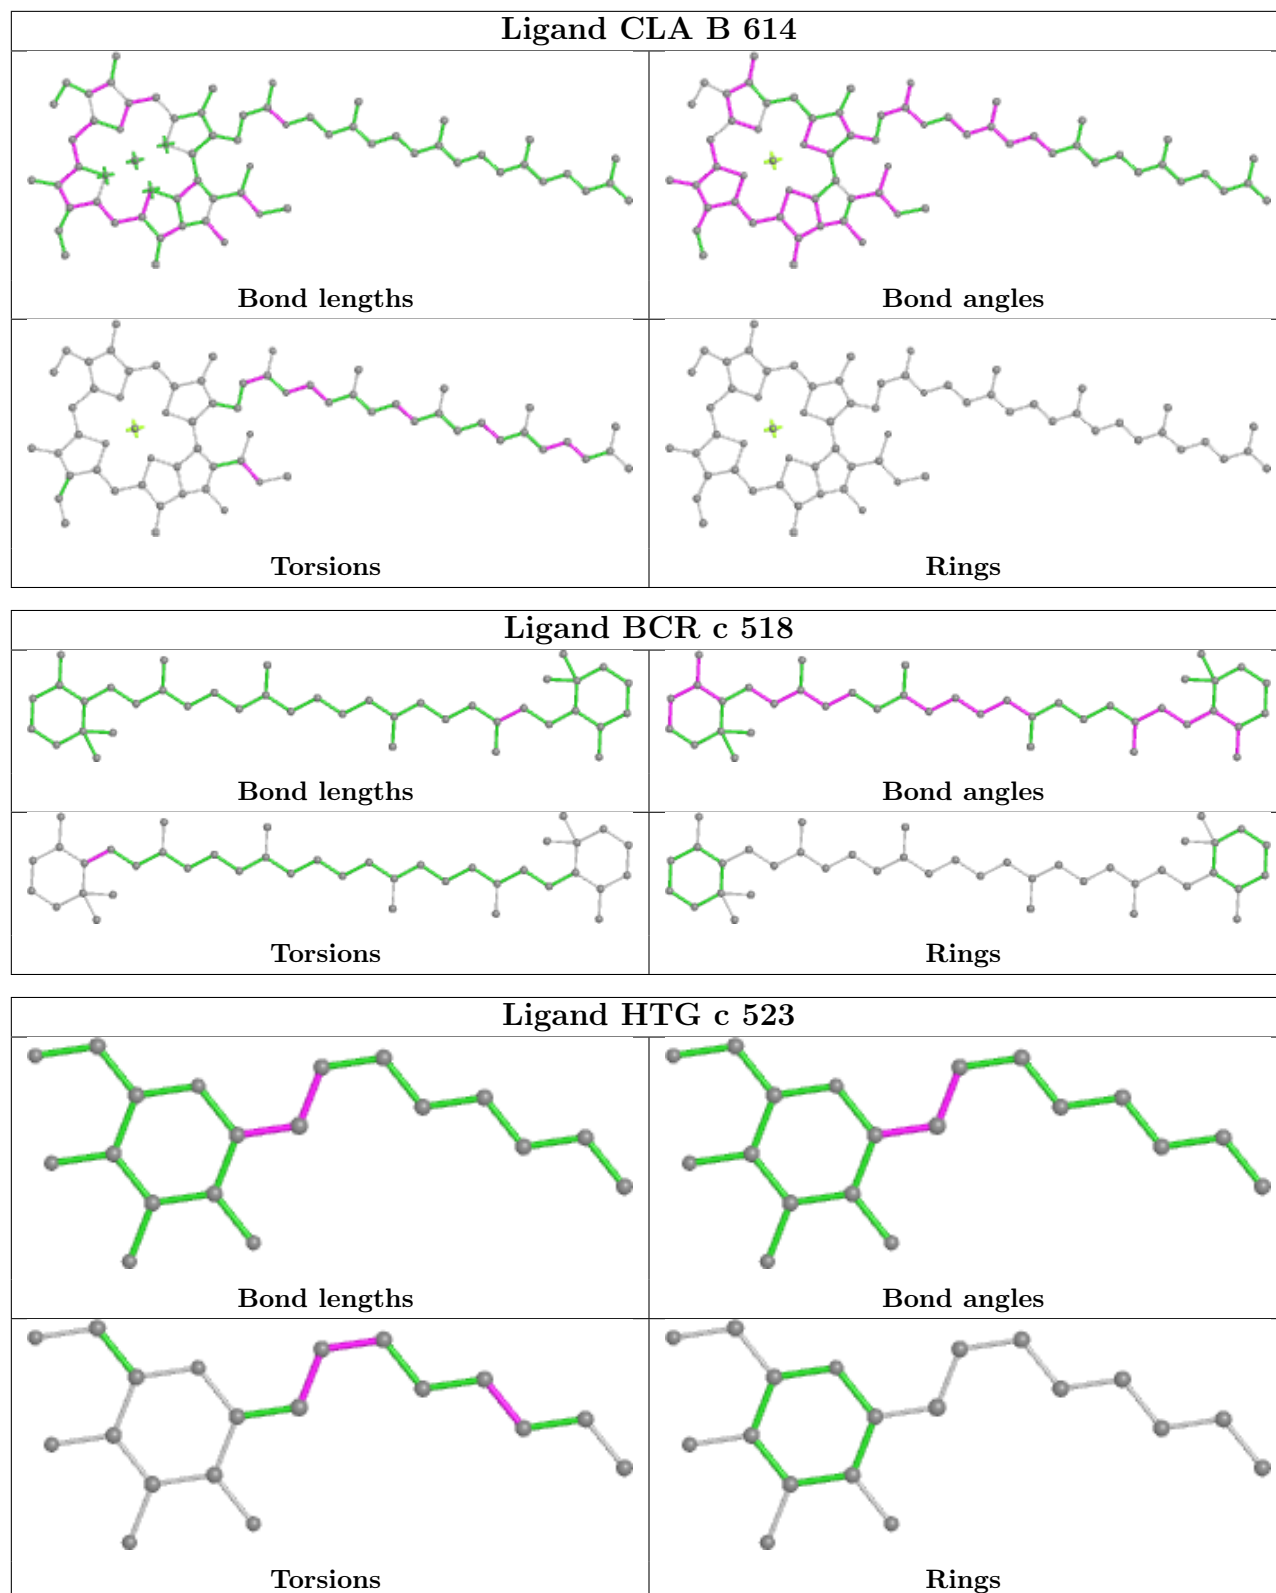 Ligand CLA B 614
Bond lengths
Bond angles
Torsions
Rings
Ligand BCR c 518
Bond lengths
Bond angles
Torsions
Rings
Ligand HTG c 523
Bond lengths
Bond angles
Torsions
Rings